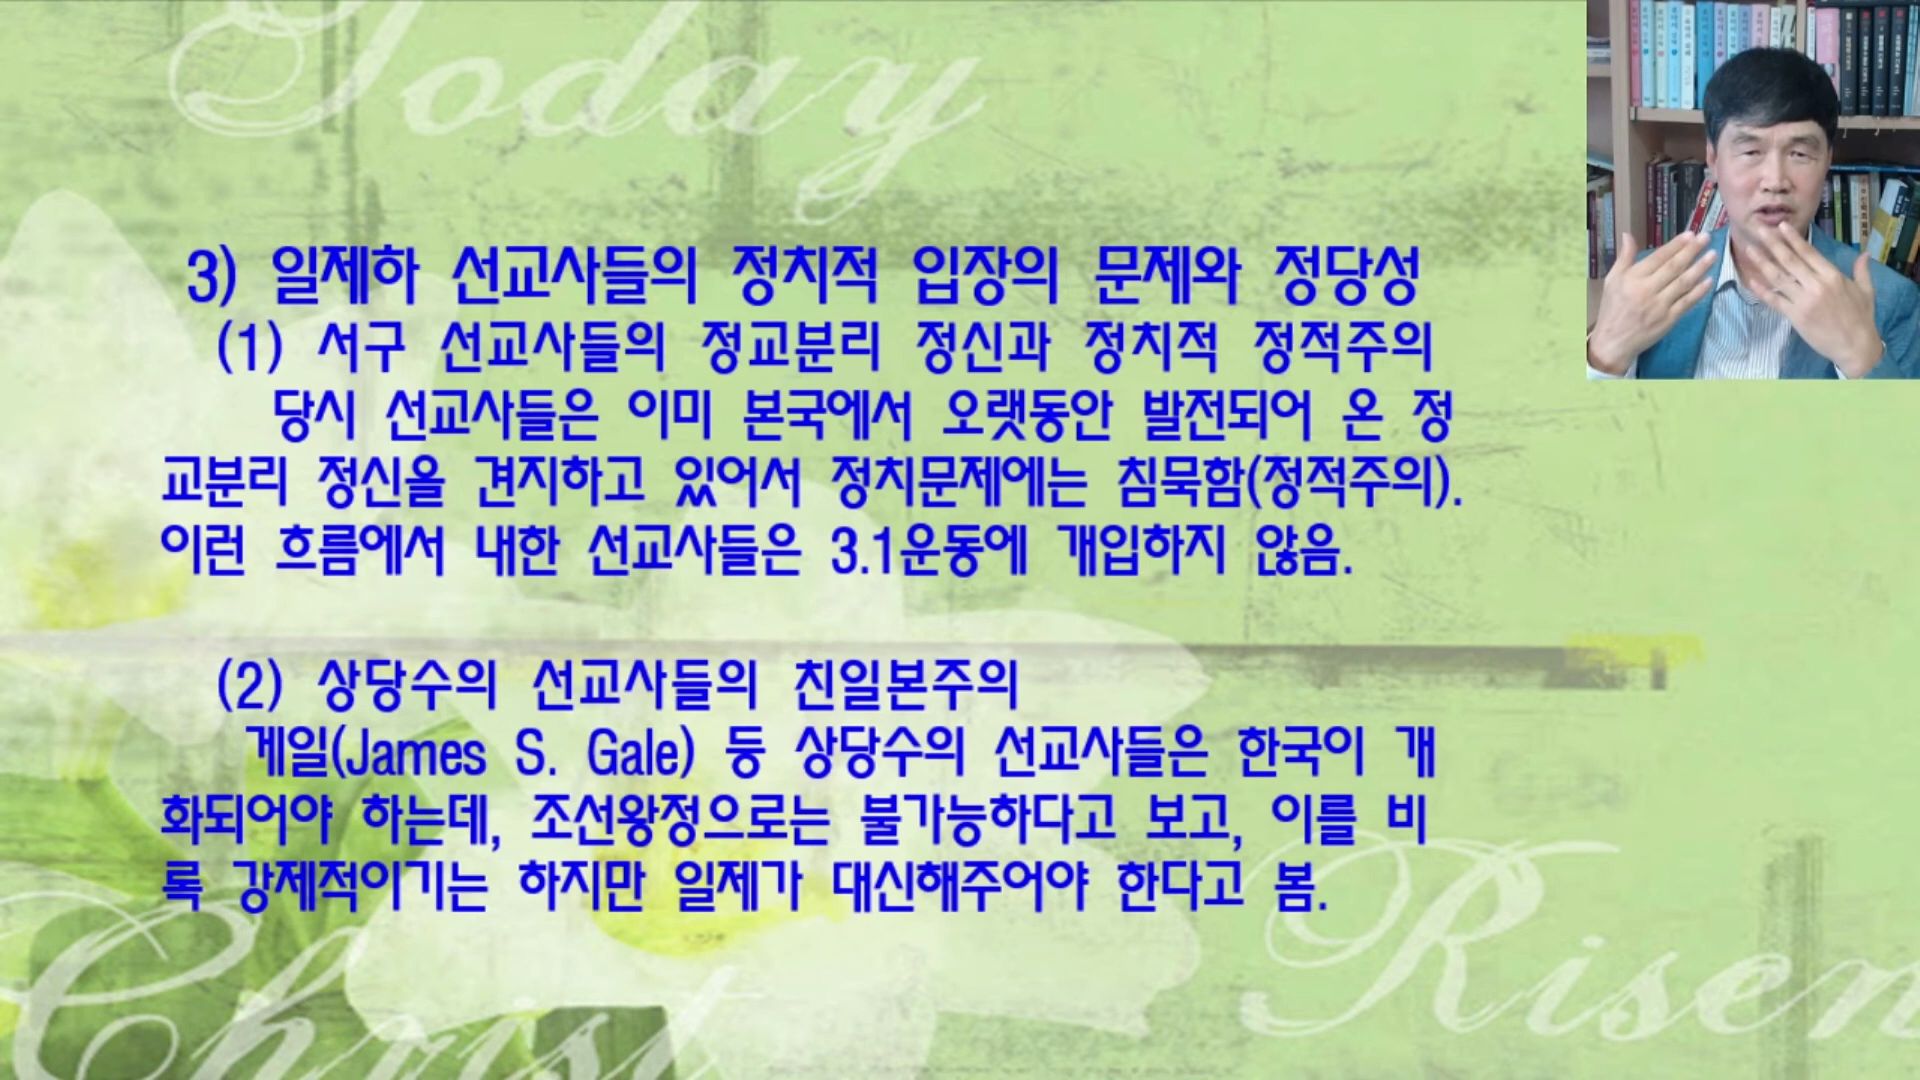 Today
3) 일제하 선교사들의 정치적 입장의 문제와 정당성
(1) 서구 선교사들의 정교분리 정신과 정치적 정적주의
당시 선교사들은 이미 본국에서 오랫동안 발전되어 온 정
교분리 정신을 견지하고 있어서 정치문제에는 침묵함(정적주의).
이런 흐름에서 내한 선교사들은 3.1운동에 개입하지 않음.
(2) 상당수의 선교사들의 친일본주의
게일(James S. Gale) 등 상당수의 선교사들은 한국이 개
화되어야 하는데, 조선왕정으로는 불가능하다고 보고, 이를 비
록 강제적이기는 하지만 일제가 대신해주어야 한다고 봄.
Christ
Risen